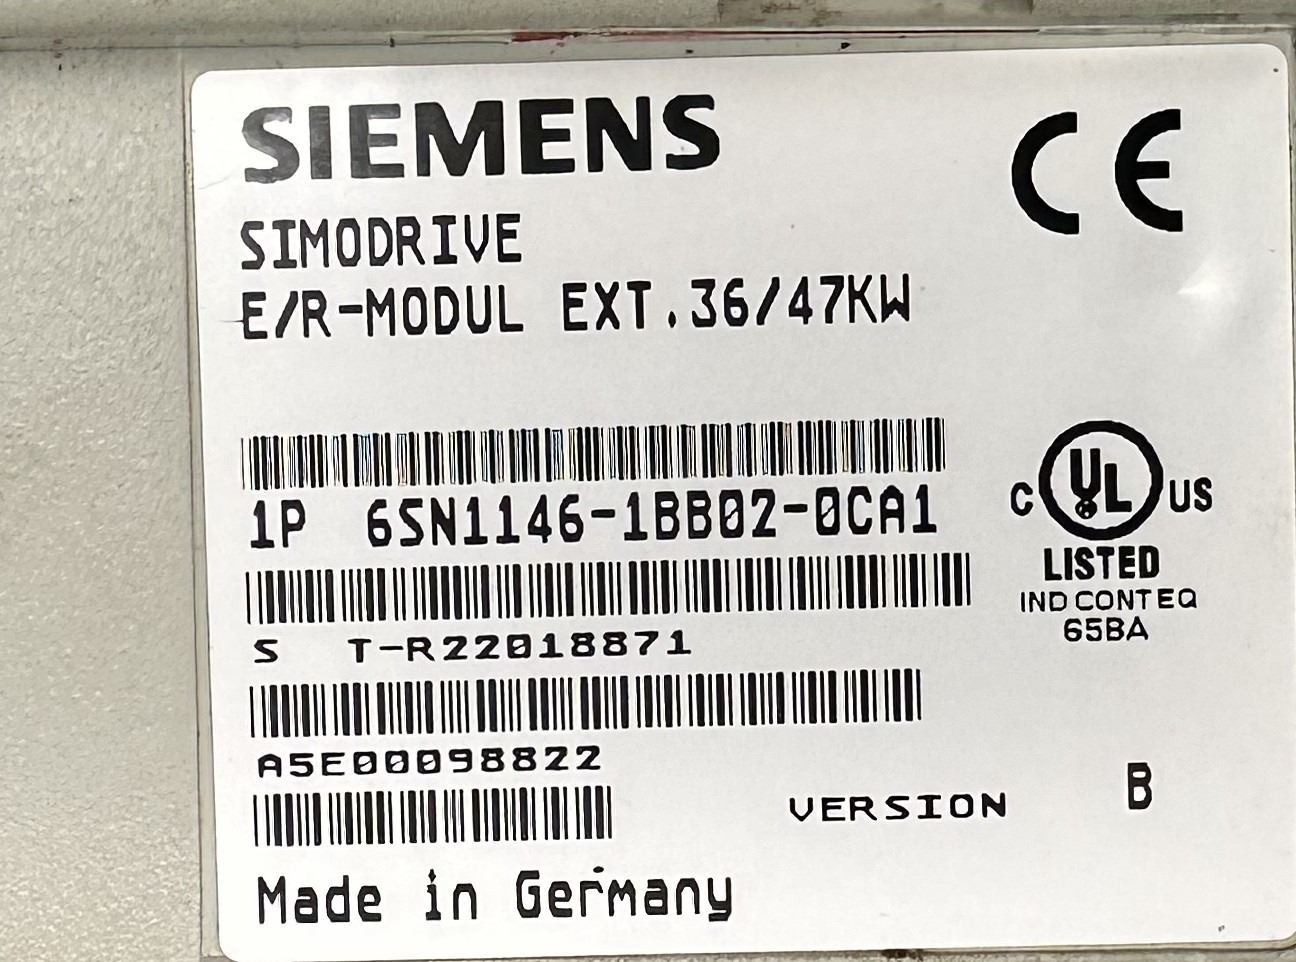 SIEMENS
CE
SIMODRIVE
E/R-MODUL EXT.36/47KW
1P 6SN1146-1BB02-0CA1
C UL US
LISTED
IND CONT EQ
65BA
S T-R22018871
A5E00098822
VERSION B
Made in Germany